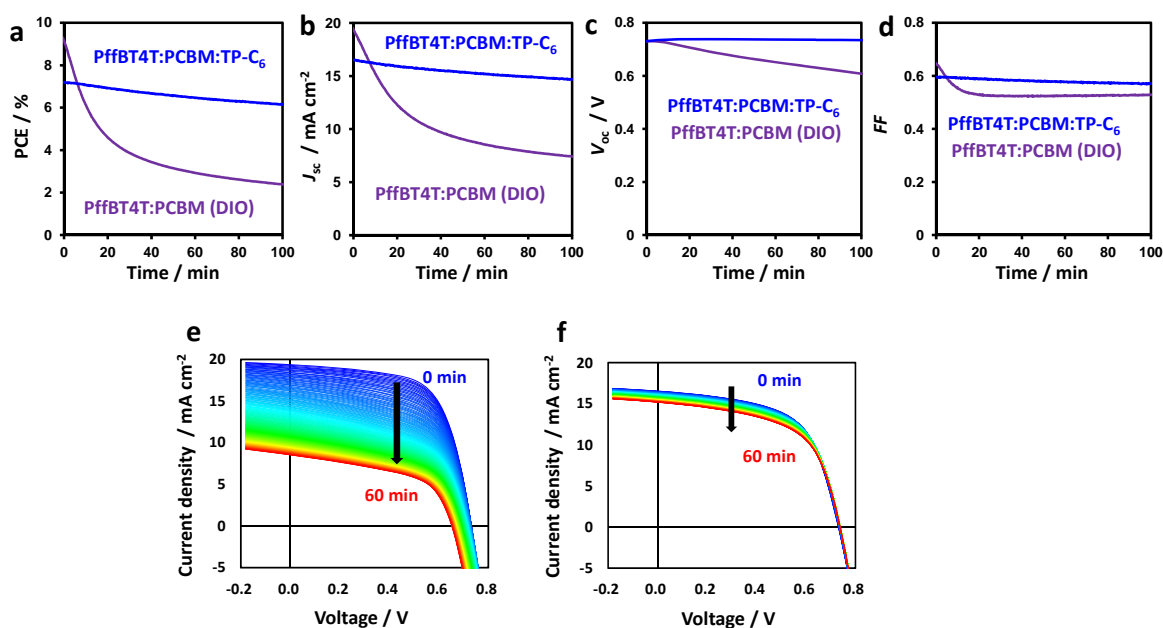 a
PCE / %
10
8
6
4
2
0
PffBT4T:PCBM:TP-C₆
PffBT4T:PCBM (DIO)
0 20 40 60 80 100
Time / min
b
Jsc / mA cm⁻²
20
15
10
5
0
PffBT4T:PCBM:TP-C₆
PffBT4T:PCBM (DIO)
0 20 40 60 80 100
Time / min
c
Voc / V
0.8
0.6
0.4
0.2
0
PffBT4T:PCBM:TP-C₆
PffBT4T:PCBM (DIO)
0 20 40 60 80 100
Time / min
d
FF
0.8
0.6
0.4
0.2
0
PffBT4T:PCBM:TP-C₆
PffBT4T:PCBM (DIO)
0 20 40 60 80 100
Time / min
e
Current density / mA cm⁻²
20
15
10
5
0
-5
0 min
60 min
-0.2 0.0 0.2 0.4 0.6 0.8
Voltage / V
f
Current density / mA cm⁻²
20
15
10
5
0
-5
0 min
60 min
-0.2 0.0 0.2 0.4 0.6 0.8
Voltage / V